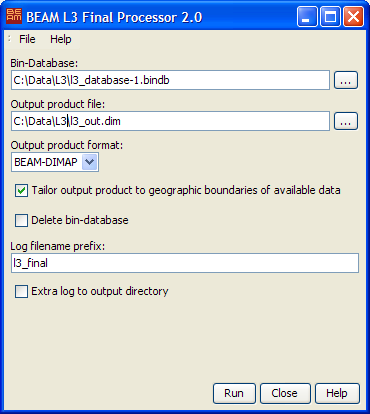 BEAM BEAM L3 Final Processor 2.0
File Help
Bin-Database:
C:\Data\L3\l3_database-1.bindb ...
Output product file:
C:\Data\L3\l3_out.dim ...
Output product format:
BEAM-DIMAP
Tailor output product to geographic boundaries of available data
Delete bin-database
Log filename prefix:
l3_final
Extra log to output directory
Run Close Help